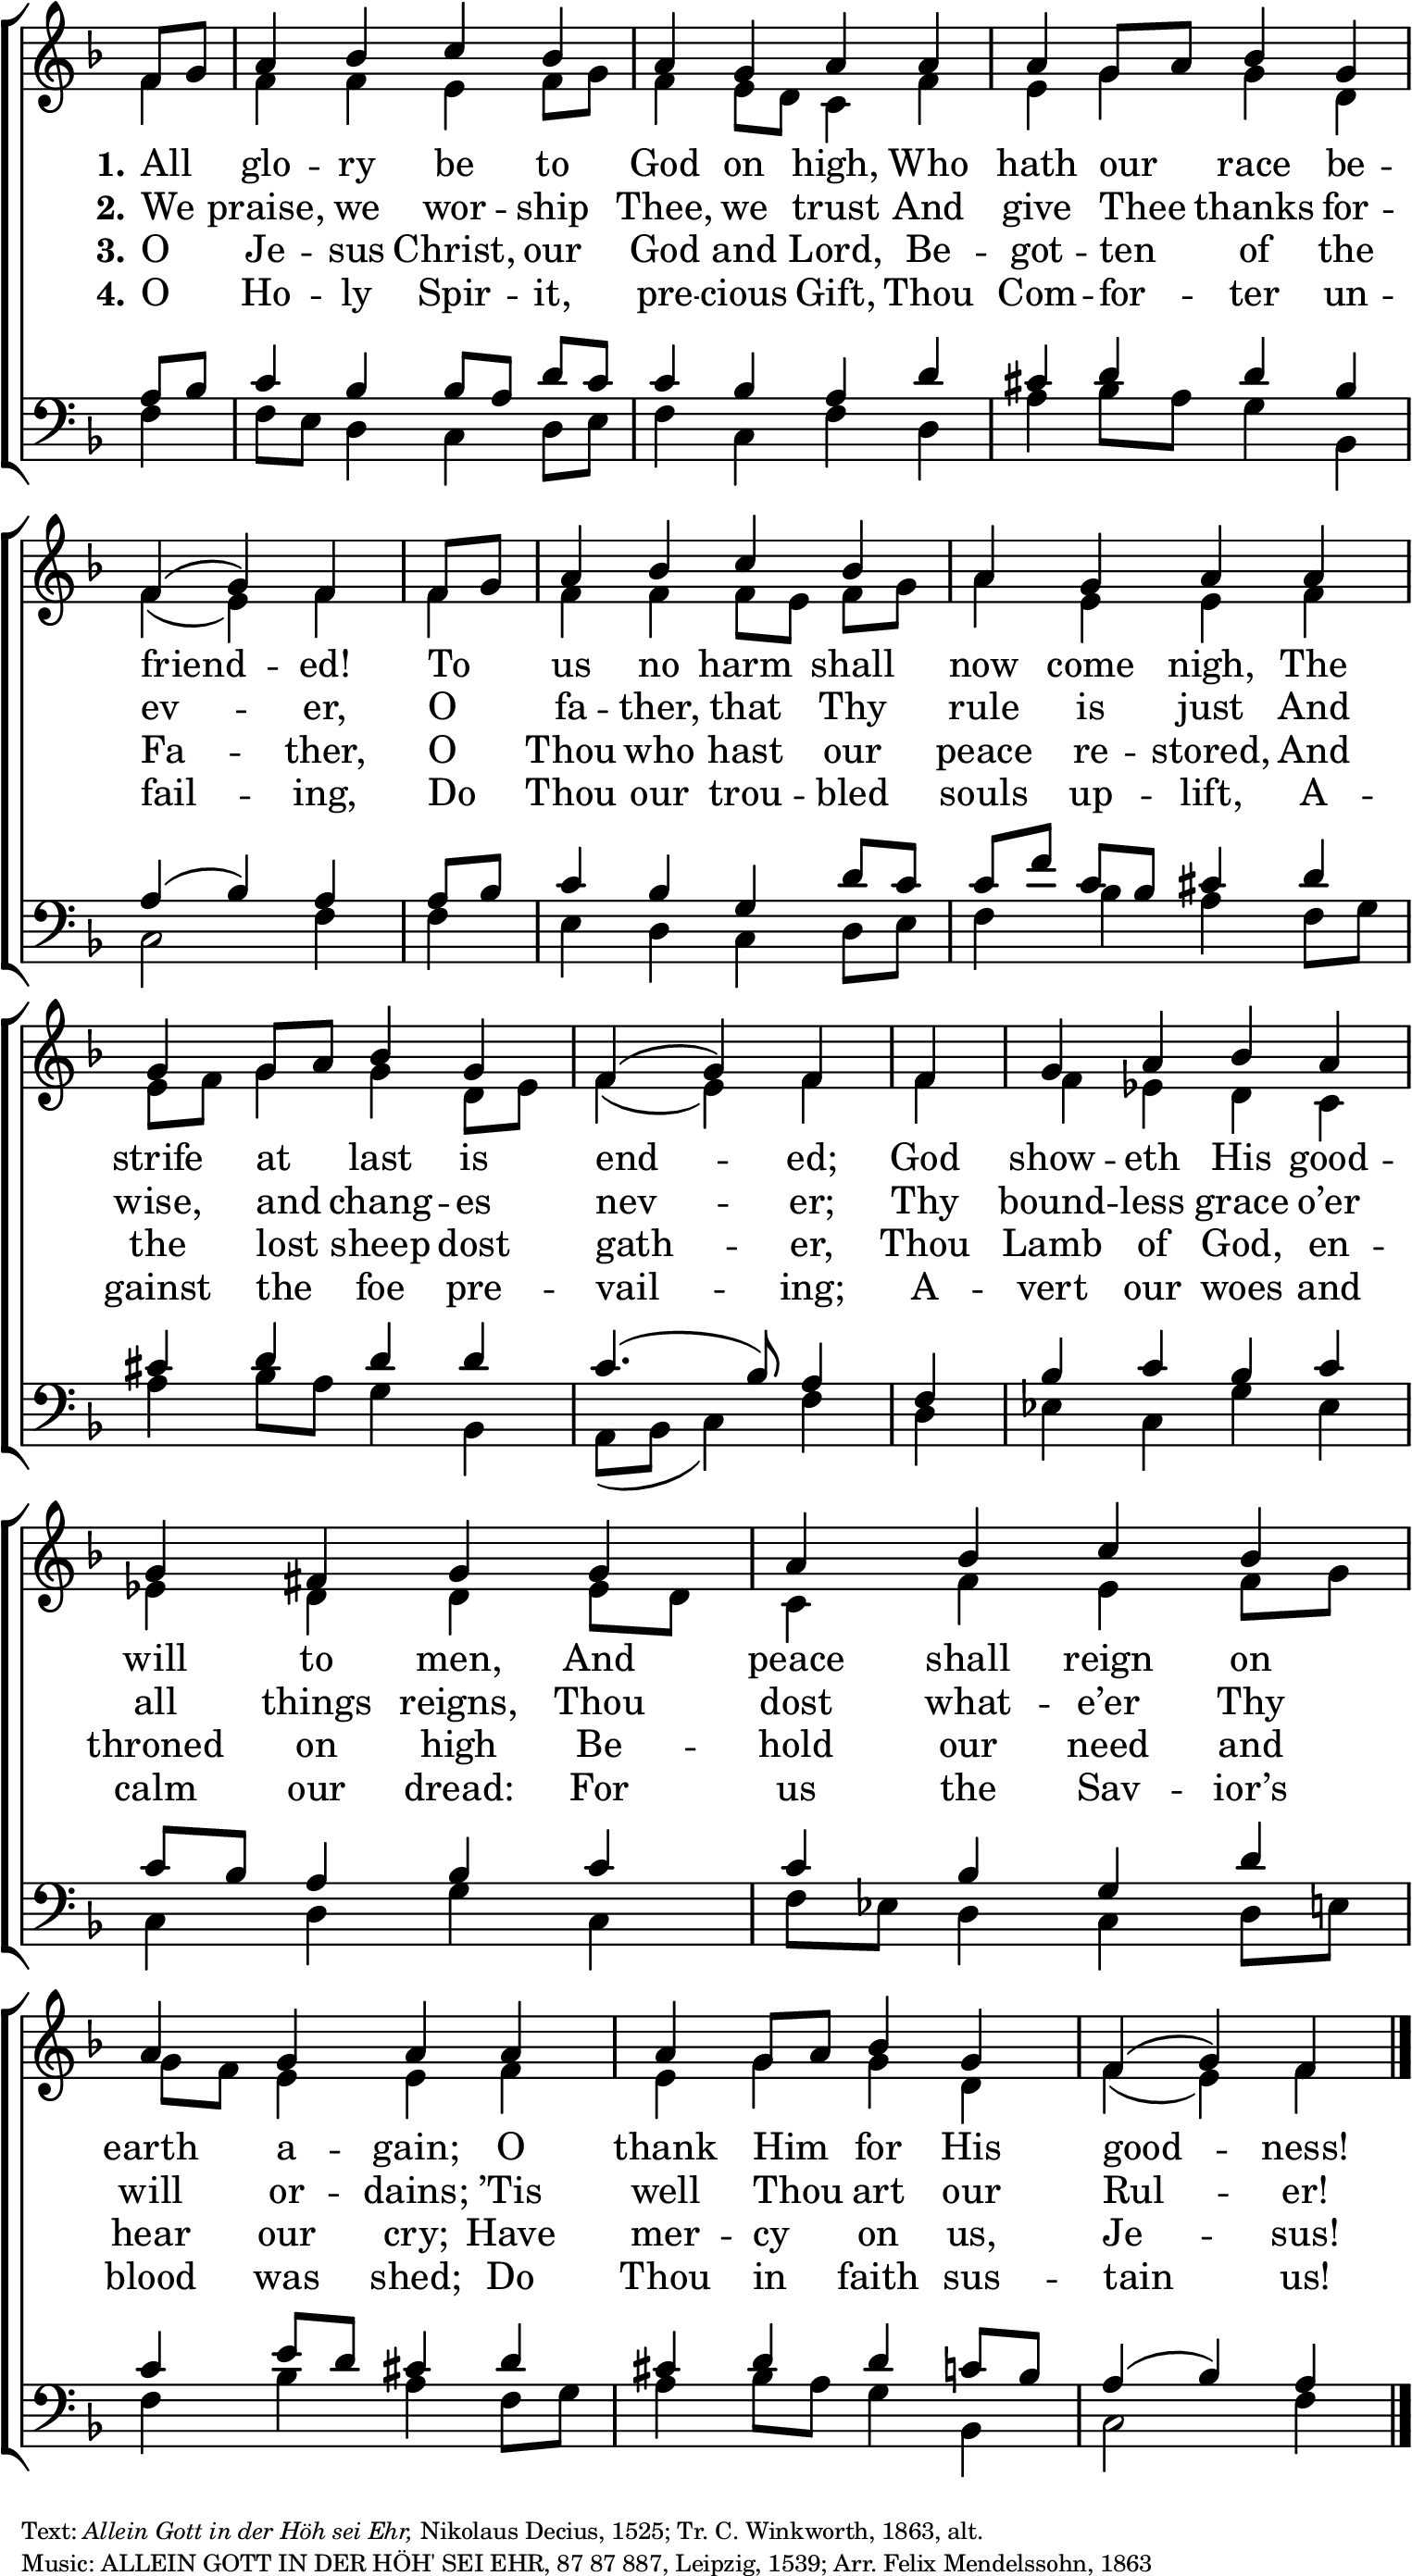 1. All glo -- ry be to God on high, Who hath our race be --
2. We praise, we wor -- ship Thee, we trust And give Thee thanks for --
3. O Je -- sus Christ, our God and Lord, Be -- got -- ten of the
4. O Ho -- ly Spir -- it, pre -- cious Gift, Thou Com -- for -- ter un --
friend -- ed! To us no harm shall now come nigh, The
ev -- er, O fa -- ther, that Thy rule is just And
Fa -- ther, O Thou who hast our peace re -- stored, And
fail -- ing, Do Thou our trou -- bled souls up -- lift, A --
strife at last is end -- ed; God show -- eth His good --
wise, and chang -- es nev -- er; Thy bound -- less grace o’er
the lost sheep dost gath -- er, Thou Lamb of God, en --
gainst the foe pre -- vail -- ing; A -- vert our woes and
will to men, And peace shall reign on
all things reigns, Thou dost what -- e’er Thy
throned on high Be -- hold our need and
calm our dread: For us the Sav -- ior’s
earth a -- gain; O thank Him for His good -- ness!
will or -- dains; ’Tis well Thou art our Rul -- er!
hear our cry; Have mer -- cy on us, Je -- sus!
blood was shed; Do Thou in faith sus -- tain us!
Text: Allein Gott in der Höh sei Ehr, Nikolaus Decius, 1525; Tr. C. Winkworth, 1863, alt.
Music: ALLEIN GOTT IN DER HÖH' SEI EHR, 87 87 887, Leipzig, 1539; Arr. Felix Mendelssohn, 1863